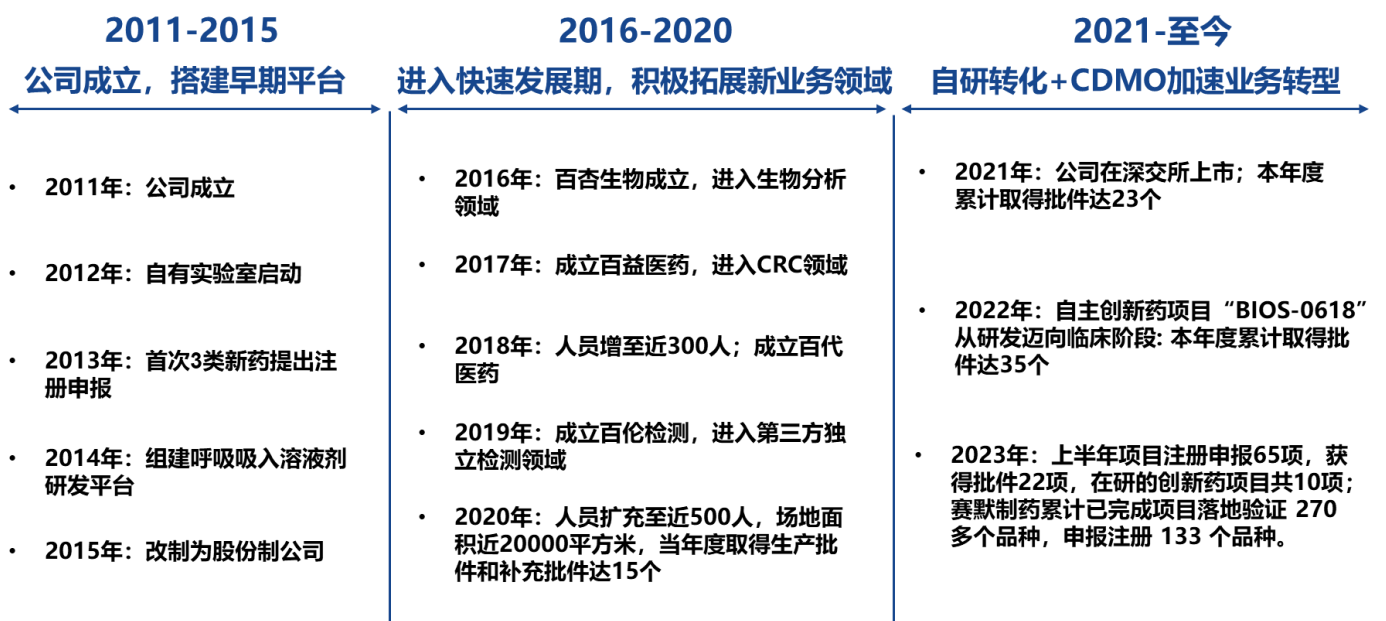 2011-2015
公司成立，搭建早期平台
• 2011年：公司成立
• 2012年：自有实验室启动
• 2013年：首次3类新药提出注
册申报
• 2014年：组建呼吸吸入溶液剂
研发平台
• 2015年：改制为股份制公司
2016-2020
进入快速发展期，积极拓展新业务领域
• 2016年：百杏生物成立，进入生物分析
领域
• 2017年：成立百益医药，进入CRC领域
• 2018年：人员增至近300人；成立百代
医药
• 2019年：成立百伦检测，进入第三方独
立检测领域
• 2020年：人员扩充至近500人，场地面
积近20000平方米，当年度取得生产批
件和补充批件达15个
2021-至今
自研转化+CDMO加速业务转型
• 2021年：公司在深交所上市；本年度
累计取得批件达23个
• 2022年：自主创新药项目“BIOS-0618”
从研发迈向临床阶段: 本年度累计取得批
件达35个
• 2023年：上半年项目注册申报65项，获
得批件22项，在研的创新药项目共10项；
赛默制药累计已完成项目落地验证 270
多个品种，申报注册 133 个品种。